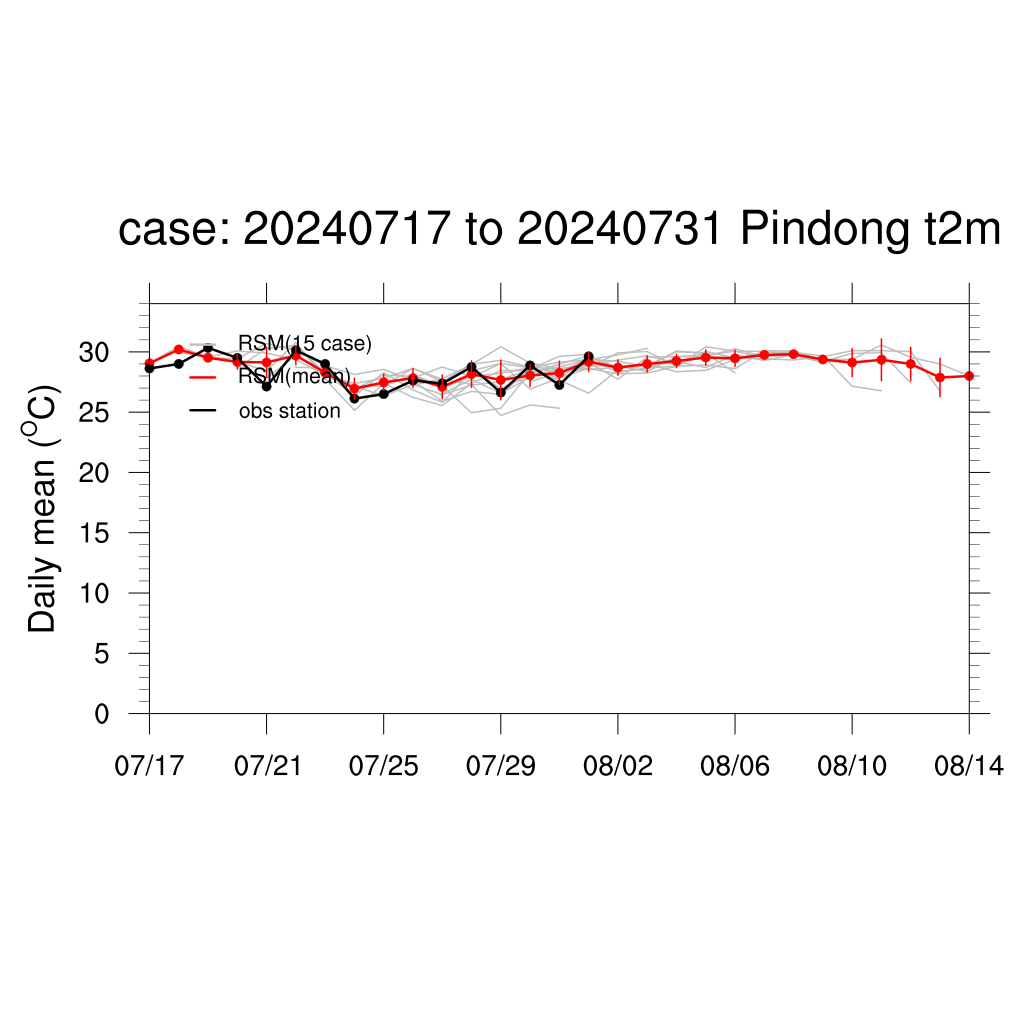 case: 20240717 to 20240731 Pindong t2m
Daily mean (°C)
30
25
20
15
10
5
0
RSM(15 case)
RSM(mean)
obs station
07/17 07/21 07/25 07/29 08/02 08/06 08/10 08/14